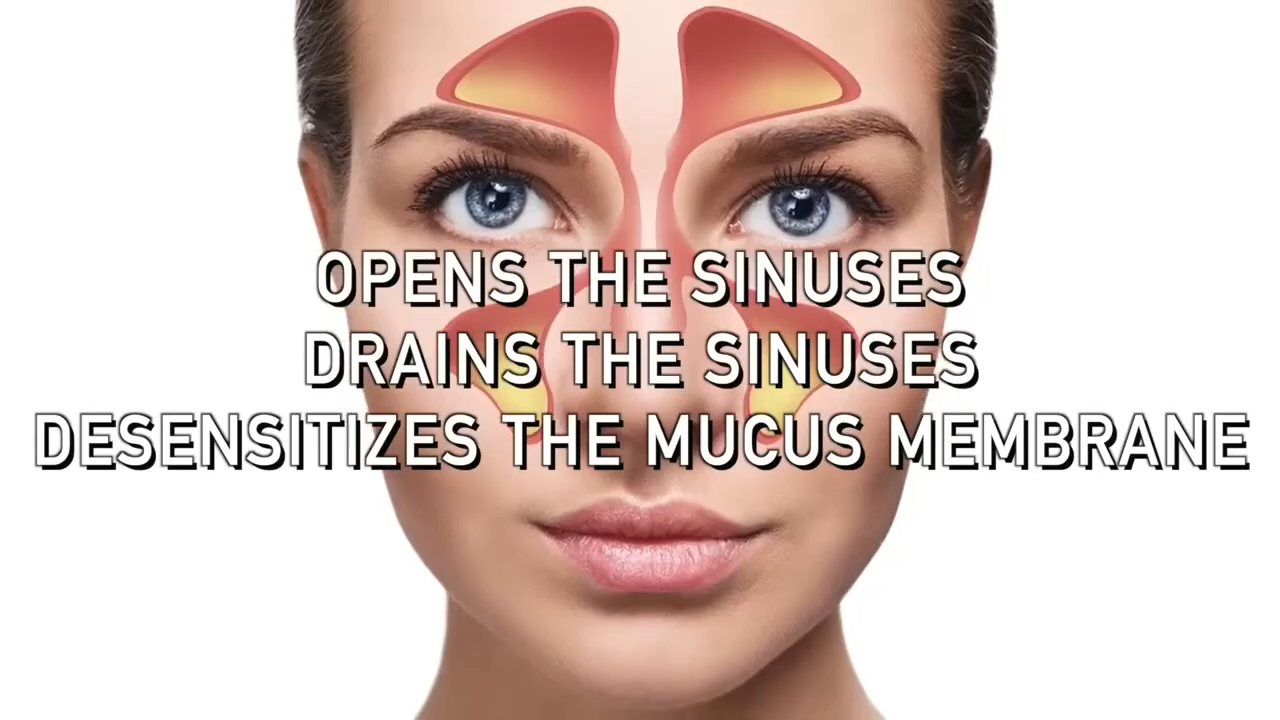 OPENS THE SINUSES
DRAINS THE SINUSES
DESENSITIZES THE MUCUS MEMBRANE